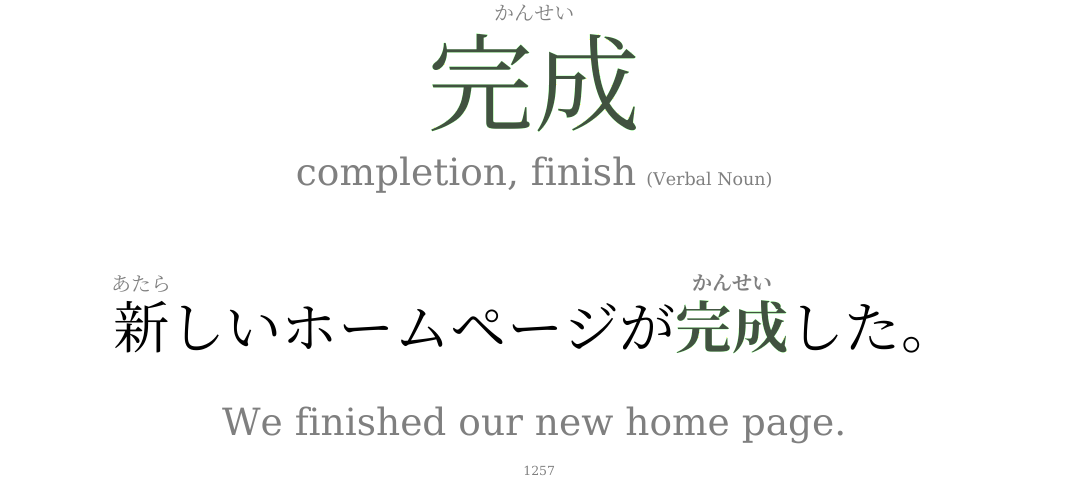 かんせい
完成
completion, finish (Verbal Noun)
あたら かんせい
新しいホームページが完成した。
We finished our new home page.
1257